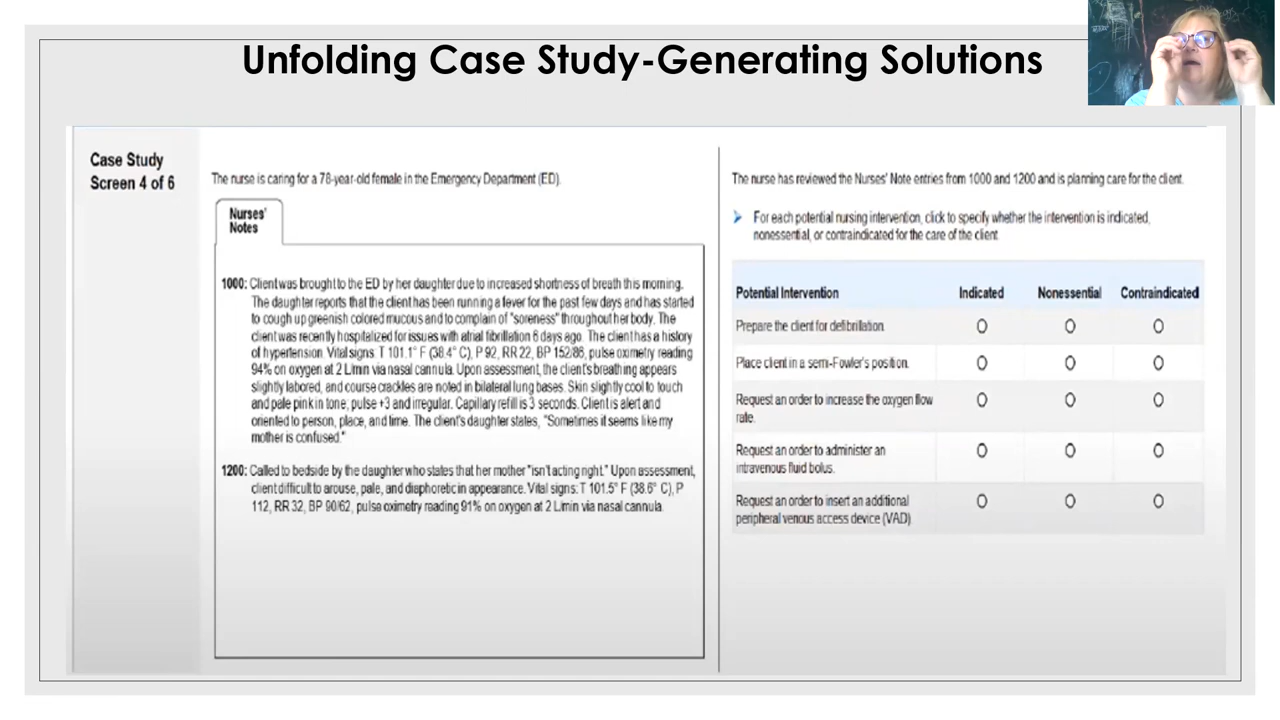 Unfolding Case Study-Generating Solutions
Case Study
Screen 4 of 6
The nurse is caring for a 78-year-old female in the Emergency Department (ED).
Nurses'
Notes
1000: Client was brought to the ED by her daughter due to increased shortness of breath this morning.
The daughter reports that the client has been running a fever for the past few days and has started
to cough up greenish colored mucous and to complain of "soreness" throughout her body. The
client was recently hospitalized for issues with atrial fibrillation 6 days ago. The client has a history
of hypertension. Vital signs: T 101.1° F (38.4° C), P 92, RR 22, BP 152/86, pulse oximetry reading
94% on oxygen at 2 L/min via nasal cannula. Upon assessment, the client's breathing appears
slightly labored, and course crackles are noted in bilateral lung bases. Skin slightly cool to touch
and pale pink in tone; pulse +3 and irregular. Capillary refill is 3 seconds. Client is alert and
oriented to person, place, and time. The client's daughter states, "Sometimes it seems like my
mother is confused."
1200: Called to bedside by the daughter who states that her mother "isn't acting right." Upon assessment,
client difficult to arouse, pale, and diaphoretic in appearance. Vital signs: T 101.5° F (38.6° C), P
112, RR 32, BP 90/62, pulse oximetry reading 91% on oxygen at 2 L/min via nasal cannula.
The nurse has reviewed the Nurses' Note entries from 1000 and 1200 and is planning care for the client.
For each potential nursing intervention, click to specify whether the intervention is indicated,
nonessential, or contraindicated for the care of the client.
Potential Intervention Indicated Nonessential Contraindicated
Prepare the client for defibrillation.
Place client in a semi-Fowler's position.
Request an order to increase the oxygen flow
rate.
Request an order to administer an
intravenous fluid bolus.
Request an order to insert an additional
peripheral venous access device (VAD)